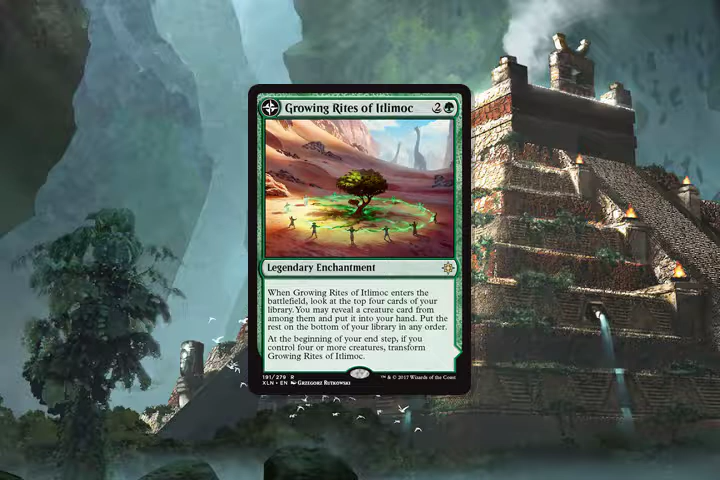 Growing Rites of Itlimoc 2
Legendary Enchantment
When Growing Rites of Itlimoc enters the
battlefield, look at the top four cards of your
library. You may reveal a creature card from
among them and put it into your hand. Put the
rest on the bottom of your library in any order.
At the beginning of your end step, if you
control four or more creatures, transform
Growing Rites of Itlimoc.
191/279 R
XLN • EN GRZEGORZ RUTKOWSKI ™ & © 2017 Wizards of the Coast